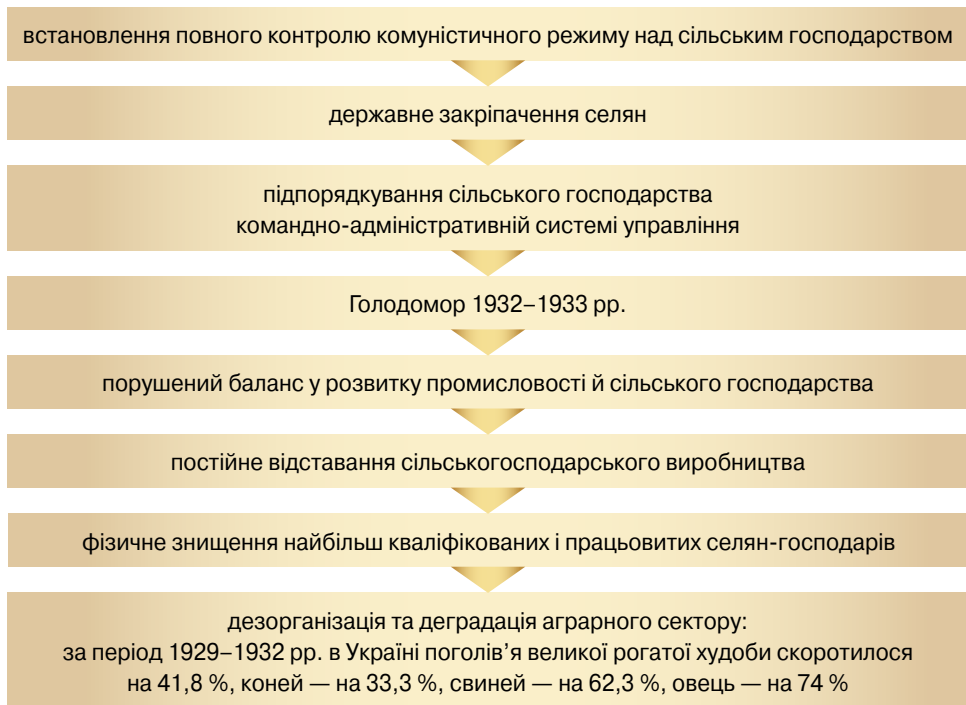 встановлення повного контролю комуністичного режиму над сільським господарством
державне закріпачення селян
підпорядкування сільського господарства
командно-адміністративній системі управління
Голодомор 1932–1933 рр.
порушений баланс у розвитку промисловості й сільського господарства
постійне відставання сільськогосподарського виробництва
фізичне знищення найбільш кваліфікованих і працьовитих селян-господарів
дезорганізація та деградація аграрного сектору:
за період 1929–1932 рр. в Україні поголів’я великої рогатої худоби скоротилося
на 41,8 %, коней — на 33,3 %, свиней — на 62,3 %, овець — на 74 %